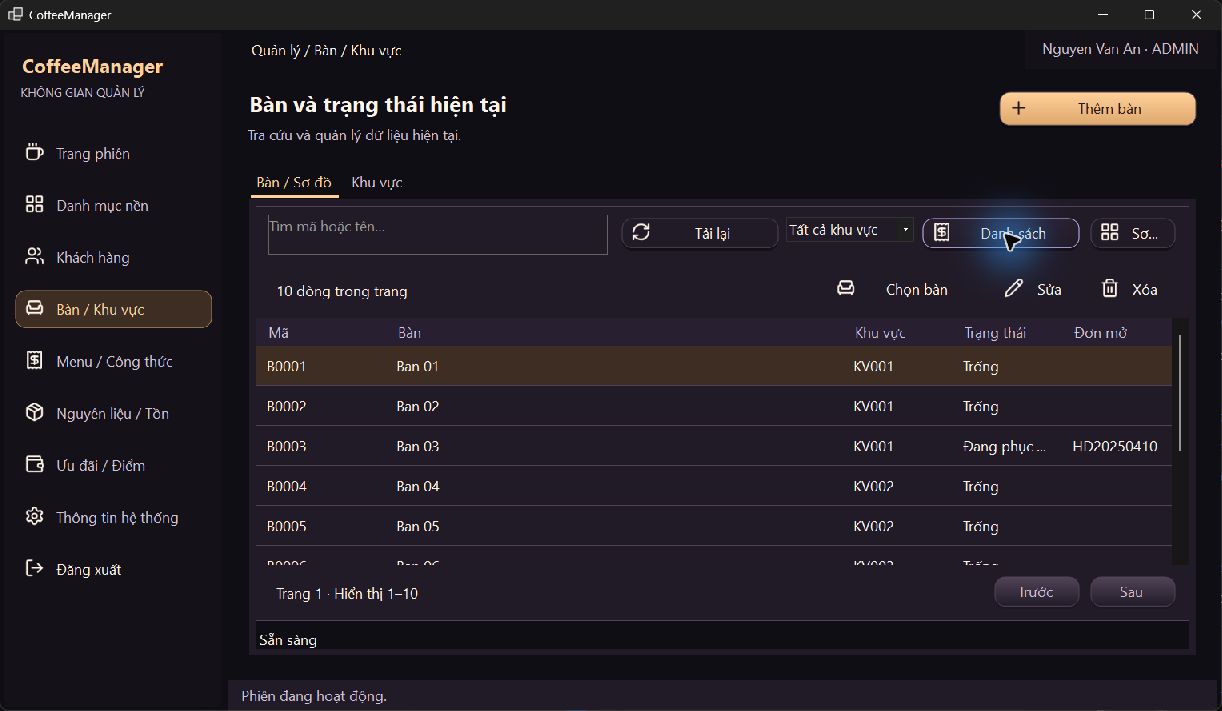 CoffeeManager
CoffeeManager
KHÔNG GIAN QUẢN LÝ
Trang phiên
Danh mục nền
Khách hàng
Bàn / Khu vực
Menu / Công thức
Nguyên liệu / Tồn
Ưu đãi / Điểm
Thông tin hệ thống
Đăng xuất
Quản lý / Bàn / Khu vực
Nguyen Van An · ADMIN
Bàn và trạng thái hiện tại
Tra cứu và quản lý dữ liệu hiện tại.
Thêm bàn
Bàn / Sơ đồ Khu vực
Tìm mã hoặc tên...
Tải lại
Tất cả khu vực
Danh sách
Sơ...
10 dòng trong trang
Chọn bàn
Sửa
Xóa
Mã Bàn Khu vực Trạng thái Đơn mở
B0001 Ban 01 KV001 Trống
B0002 Ban 02 KV001 Trống
B0003 Ban 03 KV001 Đang phục ... HD20250410
B0004 Ban 04 KV002 Trống
B0005 Ban 05 KV002 Trống
Trang 1 · Hiển thị 1–10
Trước
Sau
Sẵn sàng
Phiên đang hoạt động.